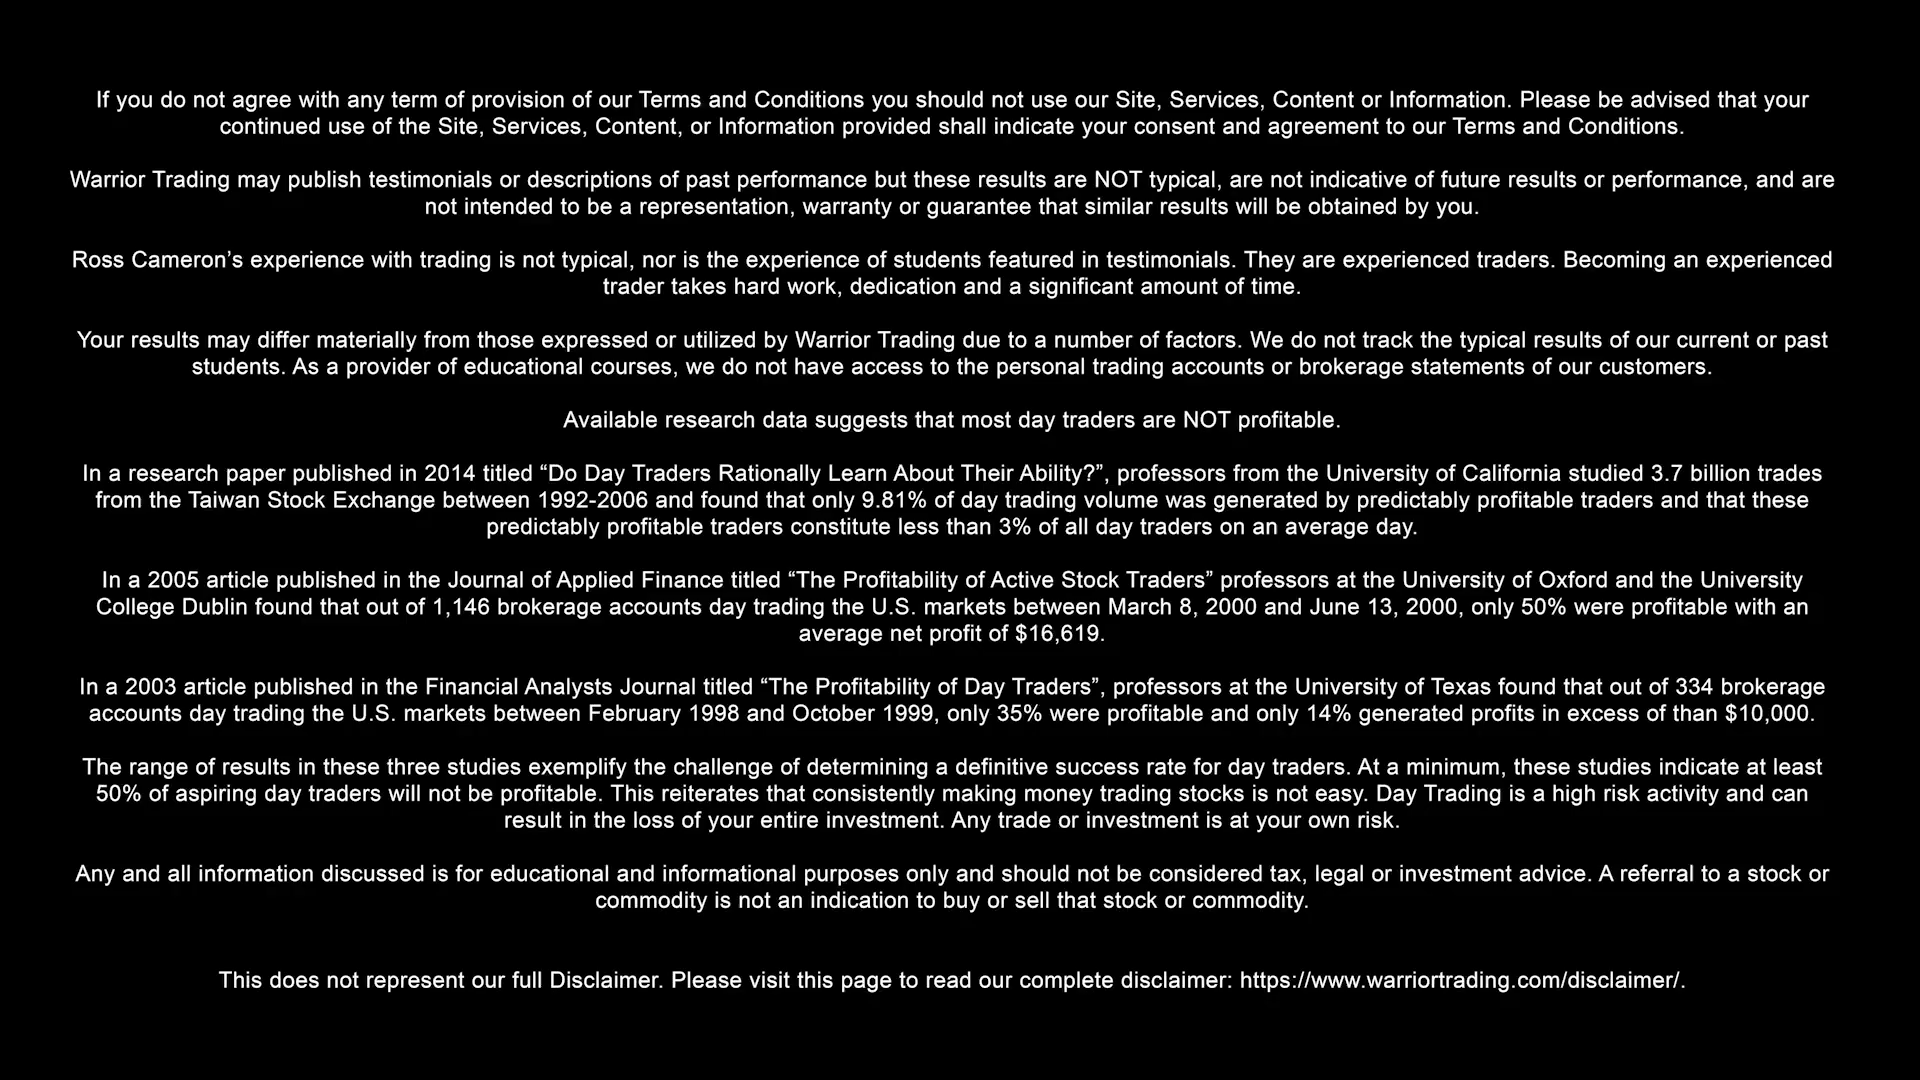 If you do not agree with any term of provision of our Terms and Conditions you should not use our Site, Services, Content or Information. Please be advised that your
continued use of the Site, Services, Content, or Information provided shall indicate your consent and agreement to our Terms and Conditions.
Warrior Trading may publish testimonials or descriptions of past performance but these results are NOT typical, are not indicative of future results or performance, and are
not intended to be a representation, warranty or guarantee that similar results will be obtained by you.
Ross Cameron’s experience with trading is not typical, nor is the experience of students featured in testimonials. They are experienced traders. Becoming an experienced
trader takes hard work, dedication and a significant amount of time.
Your results may differ materially from those expressed or utilized by Warrior Trading due to a number of factors. We do not track the typical results of our current or past
students. As a provider of educational courses, we do not have access to the personal trading accounts or brokerage statements of our customers.
Available research data suggests that most day traders are NOT profitable.
In a research paper published in 2014 titled “Do Day Traders Rationally Learn About Their Ability?”, professors from the University of California studied 3.7 billion trades
from the Taiwan Stock Exchange between 1992-2006 and found that only 9.81% of day trading volume was generated by predictably profitable traders and that these
predictably profitable traders constitute less than 3% of all day traders on an average day.
In a 2005 article published in the Journal of Applied Finance titled “The Profitability of Active Stock Traders” professors at the University of Oxford and the University
College Dublin found that out of 1,146 brokerage accounts day trading the U.S. markets between March 8, 2000 and June 13, 2000, only 50% were profitable with an
average net profit of $16,619.
In a 2003 article published in the Financial Analysts Journal titled “The Profitability of Day Traders”, professors at the University of Texas found that out of 334 brokerage
accounts day trading the U.S. markets between February 1998 and October 1999, only 35% were profitable and only 14% generated profits in excess of than $10,000.
The range of results in these three studies exemplify the challenge of determining a definitive success rate for day traders. At a minimum, these studies indicate at least
50% of aspiring day traders will not be profitable. This reiterates that consistently making money trading stocks is not easy. Day Trading is a high risk activity and can
result in the loss of your entire investment. Any trade or investment is at your own risk.
Any and all information discussed is for educational and informational purposes only and should not be considered tax, legal or investment advice. A referral to a stock or
commodity is not an indication to buy or sell that stock or commodity.
This does not represent our full Disclaimer. Please visit this page to read our complete disclaimer: https://www.warriortrading.com/disclaimer/.